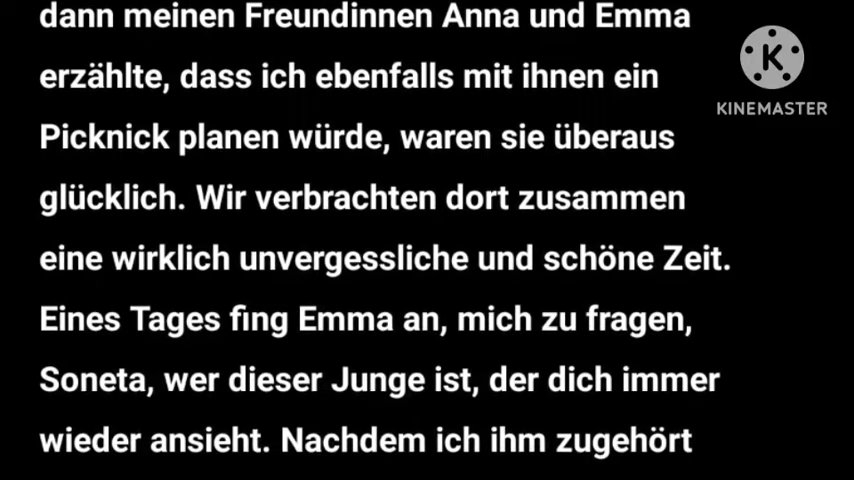 dann meinen Freundinnen Anna und Emma
erzählte, dass ich ebenfalls mit ihnen ein
Picknick planen würde, waren sie überaus
glücklich. Wir verbrachten dort zusammen
eine wirklich unvergessliche und schöne Zeit.
Eines Tages fing Emma an, mich zu fragen,
Soneta, wer dieser Junge ist, der dich immer
wieder ansieht. Nachdem ich ihm zugehört
K
KINEMASTER